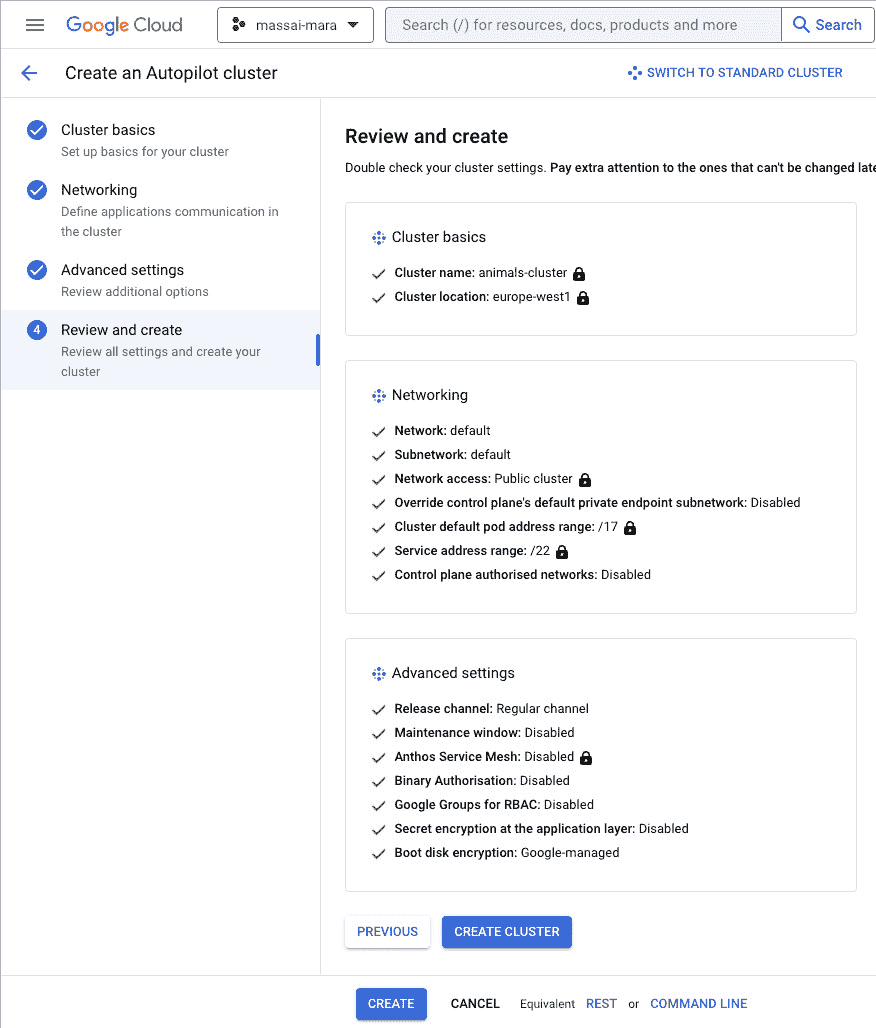 Google Cloud
massai-mara
Search (/) for resources, docs, products and more
Search
Create an Autopilot cluster
SWITCH TO STANDARD CLUSTER
Cluster basics
Set up basics for your cluster
Networking
Define applications communication in
the cluster
Advanced settings
Review additional options
4
Review and create
Review all settings and create your
cluster
Review and create
Double check your cluster settings. Pay extra attention to the ones that can't be changed late
Cluster basics
Cluster name: animals-cluster
Cluster location: europe-west1
Networking
Network: default
Subnetwork: default
Network access: Public cluster
Override control plane's default private endpoint subnetwork: Disabled
Cluster default pod address range: /17
Service address range: /22
Control plane authorised networks: Disabled
Advanced settings
Release channel: Regular channel
Maintenance window: Disabled
Anthos Service Mesh: Disabled
Binary Authorisation: Disabled
Google Groups for RBAC: Disabled
Secret encryption at the application layer: Disabled
Boot disk encryption: Google-managed
PREVIOUS
CREATE CLUSTER
CREATE
CANCEL
Equivalent REST or COMMAND LINE